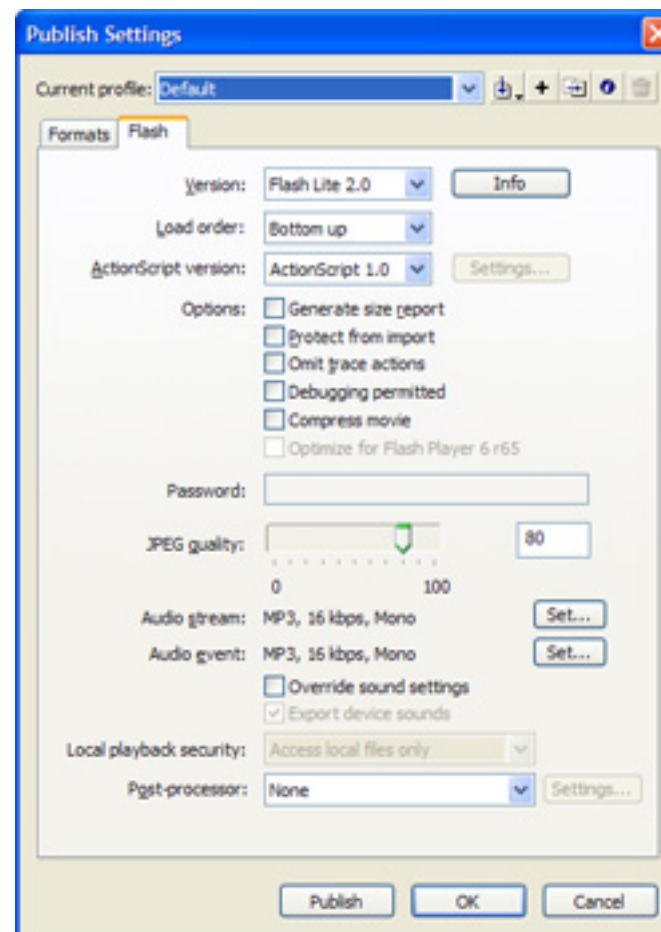 Publish Settings
Current profile: Default
Formats Flash
Version: Flash Lite 2.0 Info
Load order: Bottom up
ActionScript version: ActionScript 1.0 Settings...
Options: Generate size report
Protect from import
Omit trace actions
Debugging permitted
Compress movie
Optimize for Flash Player 6 r65
Password:
JPEG quality: 80
0 100
Audio stream: MP3, 16 kbps, Mono Set...
Audio event: MP3, 16 kbps, Mono Set...
Override sound settings
Export device sounds
Local playback security: Access local files only
Post-processor: None Settings...
Publish OK Cancel